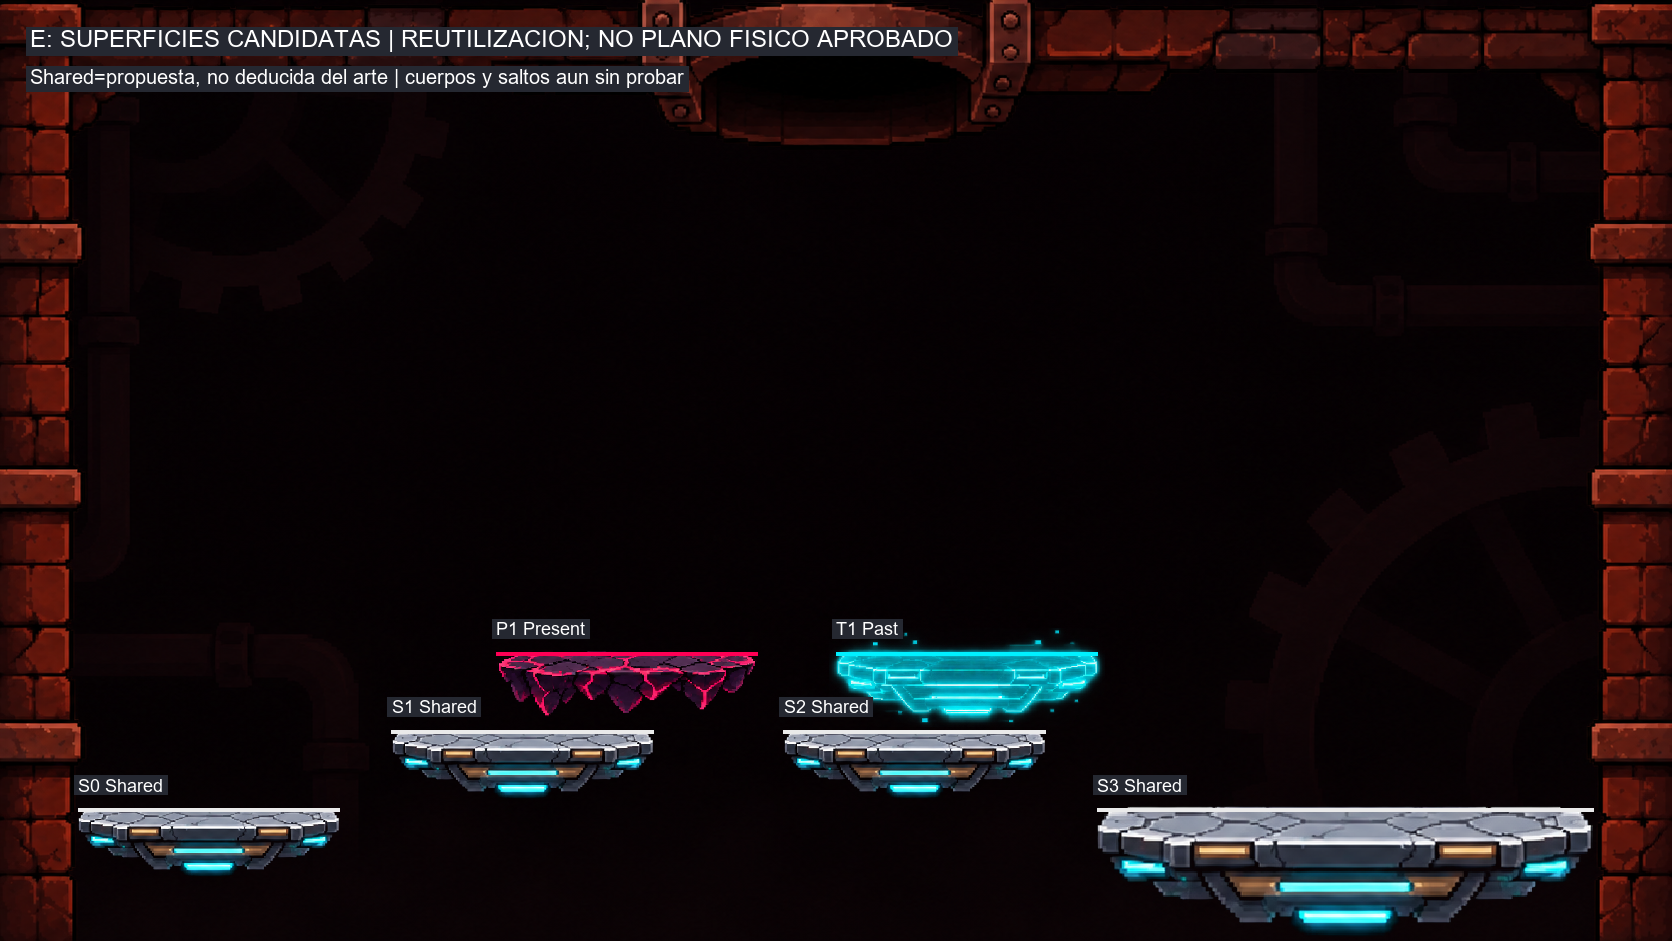 E: SUPERFICIES CANDIDATAS | REUTILIZACION; NO PLANO FISICO APROBADO
Shared=propuesta, no deducida del arte | cuerpos y saltos aun sin probar
P1 Present
T1 Past
S1 Shared
S2 Shared
S0 Shared
S3 Shared